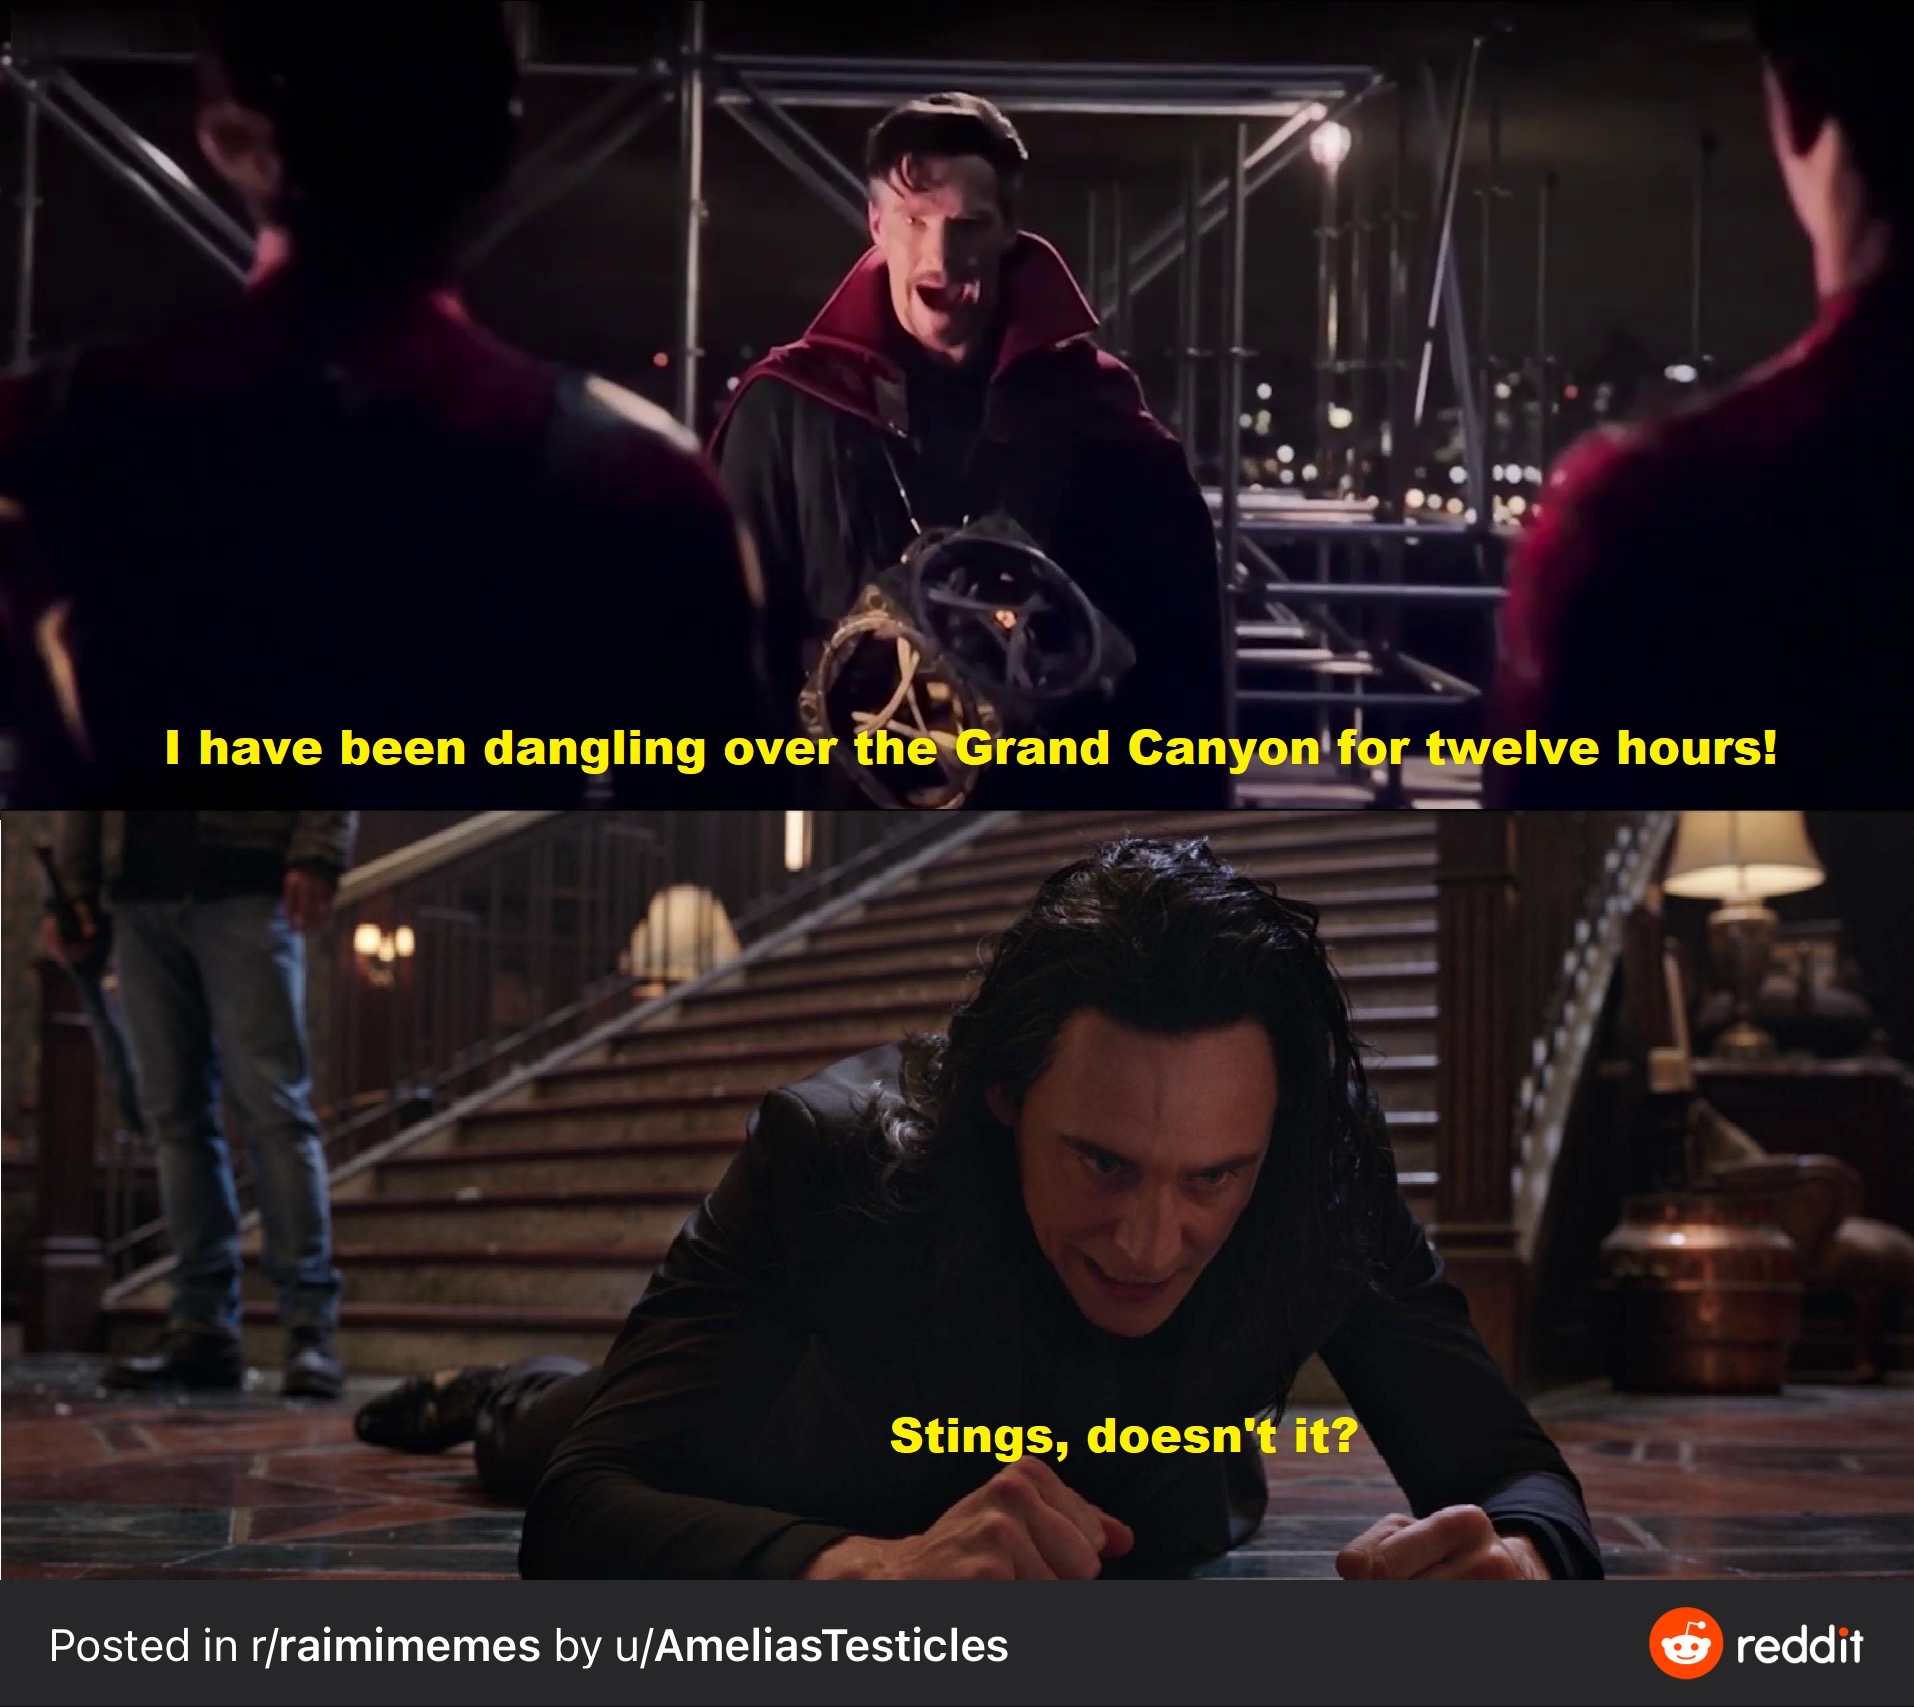 I have been dangling over the Grand Canyon for twelve hours!
Stings, doesn't it?
Posted in r/raimimemes by u/AmeliasTesticles
reddit